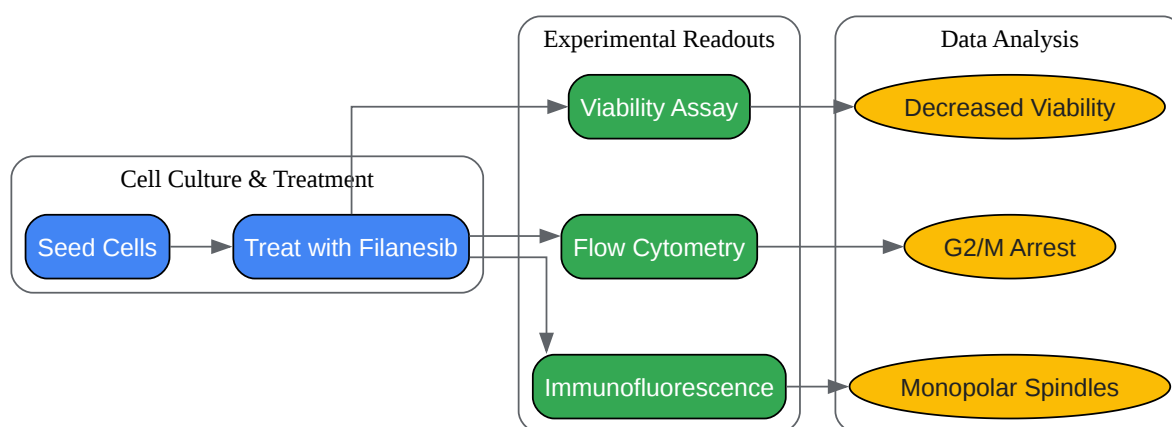 Cell Culture & Treatment
Seed Cells
Treat with Filanesib
Experimental Readouts
Viability Assay
Flow Cytometry
Immunofluorescence
Data Analysis
Decreased Viability
G2/M Arrest
Monopolar Spindles